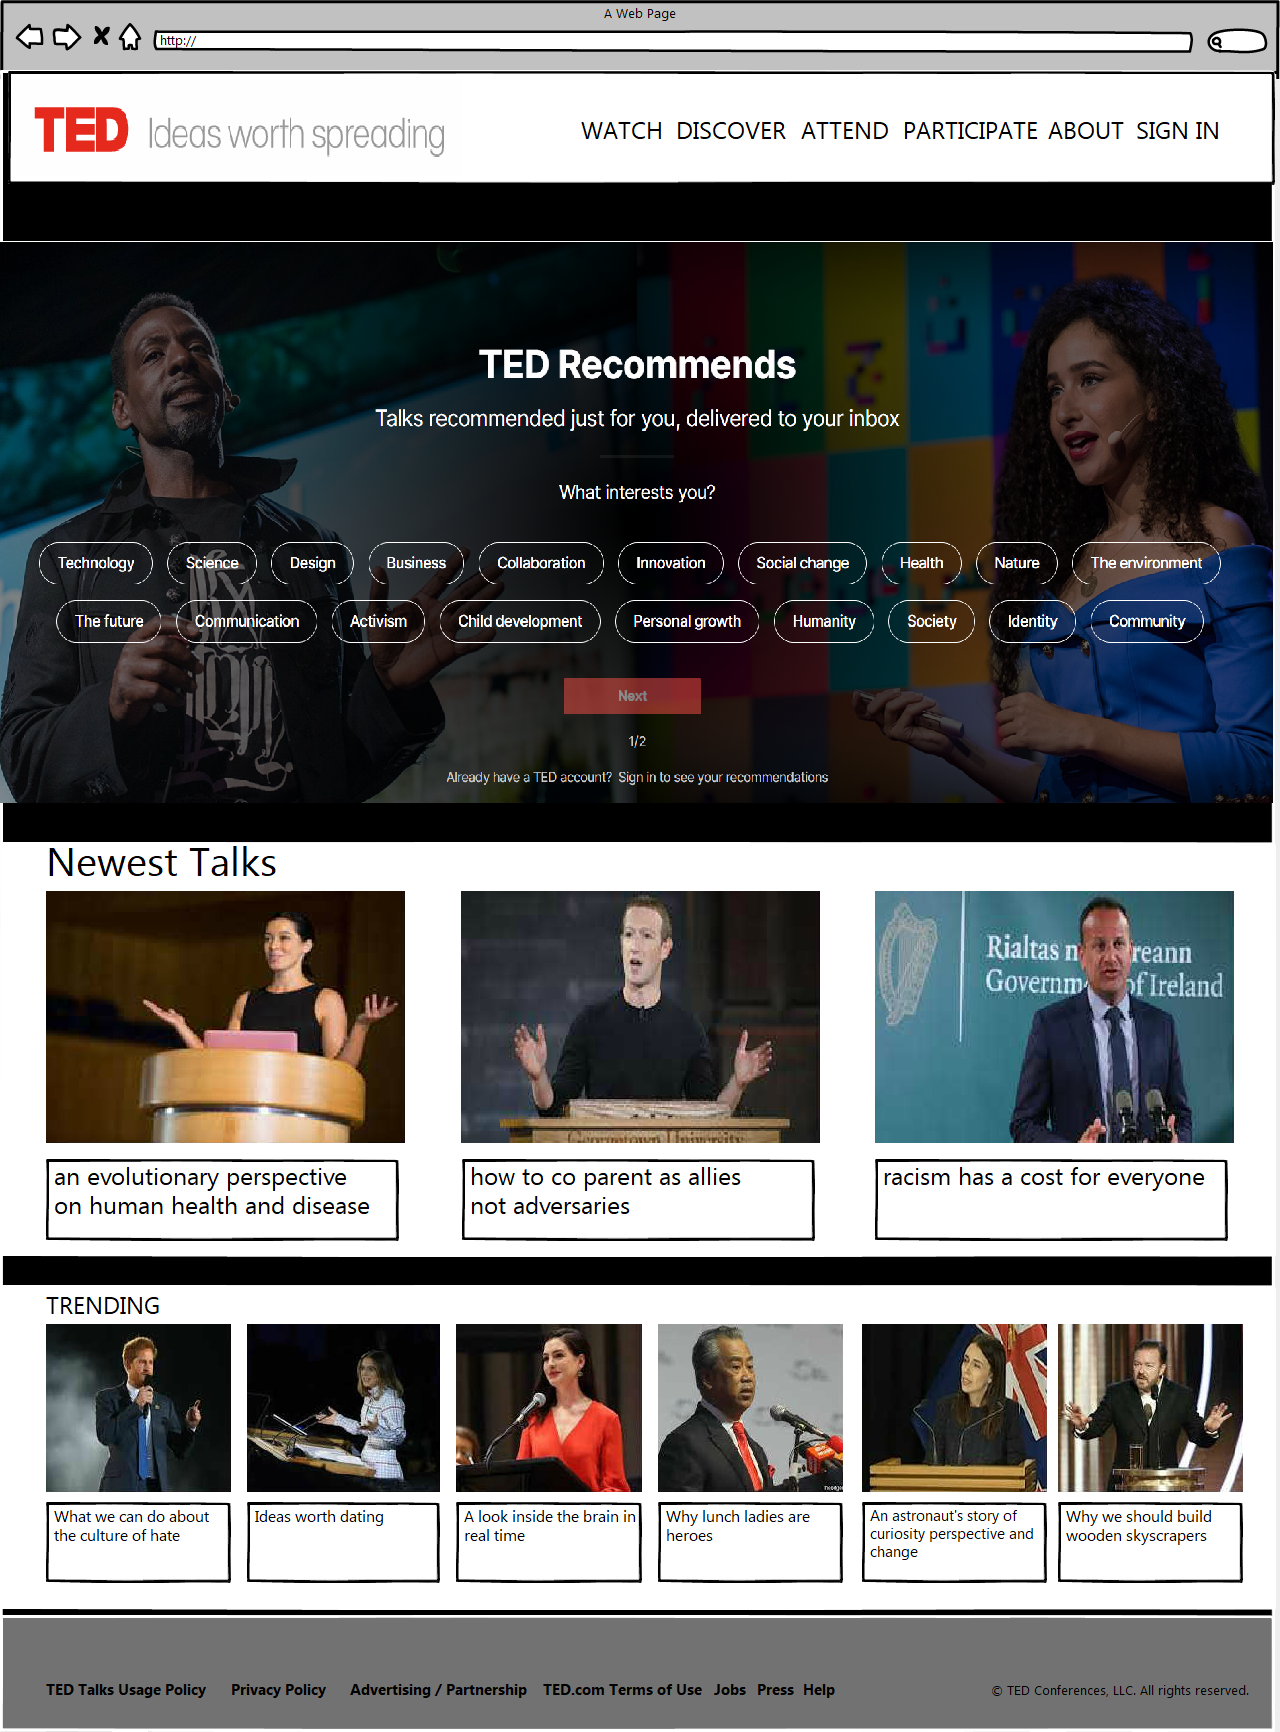 A Web Page
http://
TED Ideas worth spreading
WATCH DISCOVER ATTEND PARTICIPATE ABOUT SIGN IN
TED Recommends
Talks recommended just for you, delivered to your inbox
What interests you?
Technology Science Design Business Collaboration Innovation Social change Health Nature The environment
The future Communication Activism Child development Personal growth Humanity Society Identity Community
Next
1/2
Already have a TED account? Sign in to see your recommendations
Newest Talks
Rialtas n reann
Governm of Ireland
Georgetown University
an evolutionary perspective
on human health and disease
how to co parent as allies
not adversaries
racism has a cost for everyone
TRENDING
What we can do about
the culture of hate
Ideas worth dating
A look inside the brain in
real time
Why lunch ladies are
heroes
An astronaut's story of
curiosity perspective and
change
Why we should build
wooden skyscrapers
TED Talks Usage Policy Privacy Policy Advertising / Partnership TED.com Terms of Use Jobs Press Help
© TED Conferences, LLC. All rights reserved.